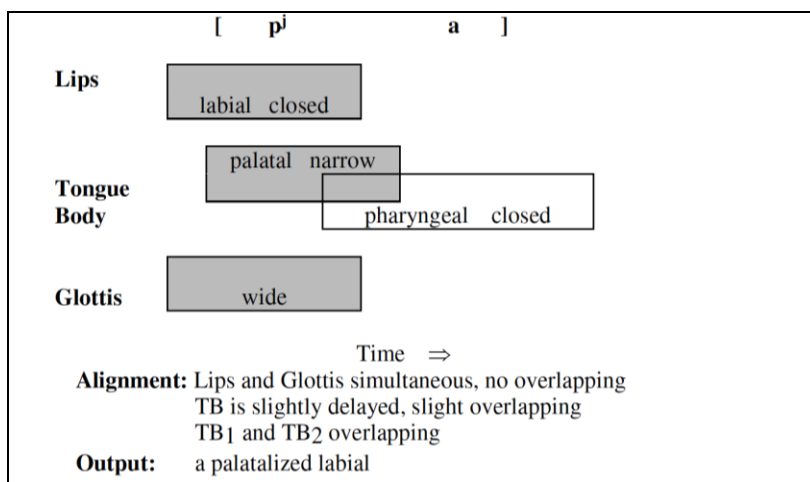 [ pʲ a ]
Lips
labial closed
palatal narrow
Tongue
Body
pharyngeal closed
Glottis
wide
Time ⇒
Alignment: Lips and Glottis simultaneous, no overlapping
TB is slightly delayed, slight overlapping
TB₁ and TB₂ overlapping
Output: a palatalized labial